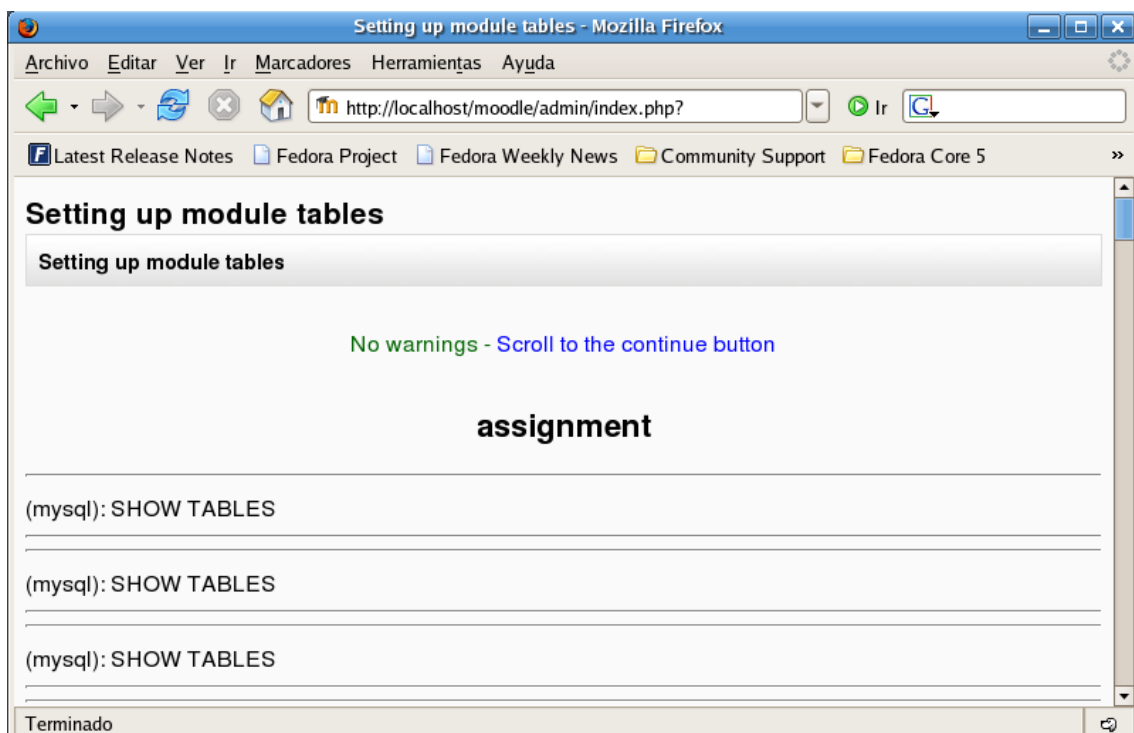 Setting up module tables - Mozilla Firefox
Archivo Editar Ver Ir Marcadores Herramientas Ayuda
http://localhost/moodle/admin/index.php? Ir G
Latest Release Notes Fedora Project Fedora Weekly News Community Support Fedora Core 5 »
Setting up module tables
Setting up module tables
No warnings - Scroll to the continue button
assignment
(mysql): SHOW TABLES
(mysql): SHOW TABLES
(mysql): SHOW TABLES
Terminado